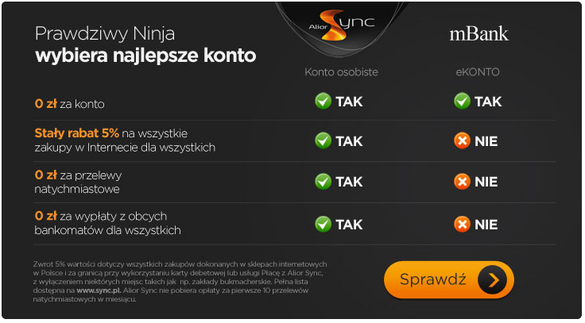 Prawdziwy Ninja
wybiera najlepsze konto
Alior Sync
mBank
Konto osobiste
eKONTO
0 zł za konto
TAK
TAK
Stały rabat 5% na wszystkie
zakupy w Internecie dla wszystkich
TAK
NIE
0 zł za przelewy
natychmiastowe
TAK
NIE
0 zł za wypłaty z obcych
bankomatów dla wszystkich
TAK
NIE
Zwrot 5% wartości dotyczy wszystkich zakupów dokonanych w sklepach internetowych
w Polsce i za granicą przy wykorzystaniu karty debetowej lub usługi Płacę z Alior Sync,
z wyłączeniem niektórych miejsc takich jak np. zakłady bukmacherskie. Pełna lista
dostępna na www.sync.pl. Alior Sync nie pobiera opłaty za pierwsze 10 przelewów
natychmiastowych w miesiącu.
Sprawdź